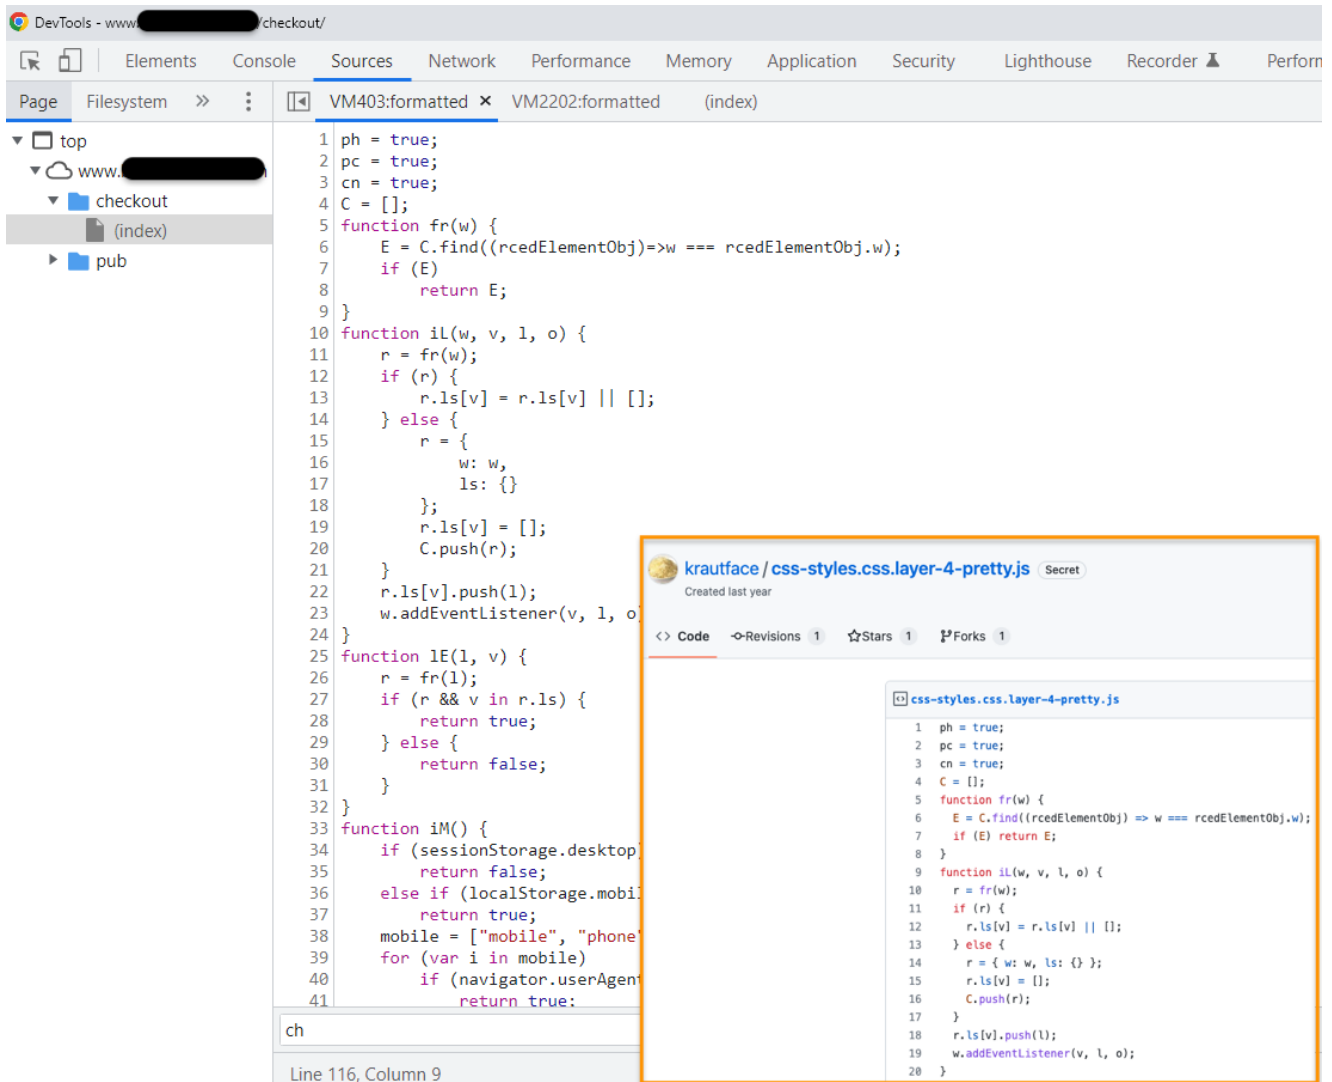 DevTools - www. /checkout/
Elements Console Sources Network Performance Memory Application Security Lighthouse Recorder Perforn
Page Filesystem » VM403:formatted × VM2202:formatted (index)
top
www.
checkout
(index)
pub
1 ph = true;
2 pc = true;
3 cn = true;
4 C = [];
5 function fr(w) {
6 E = C.find((rcedElementObj)=>w === rcedElementObj.w);
7 if (E)
8 return E;
9 }
10 function iL(w, v, l, o) {
11 r = fr(w);
12 if (r) {
13 r.ls[v] = r.ls[v] || [];
14 } else {
15 r = {
16 w: w,
17 ls: {}
18 };
19 r.ls[v] = [];
20 C.push(r);
21 }
22 r.ls[v].push(l);
23 w.addEventListener(v, l, o)
24 }
25 function lE(l, v) {
26 r = fr(l);
27 if (r && v in r.ls) {
28 return true;
29 } else {
30 return false;
31 }
32 }
33 function iM() {
34 if (sessionStorage.desktop)
35 return false;
36 else if (localStorage.mobil
37 return true;
38 mobile = ["mobile", "phone"
39 for (var i in mobile)
40 if (navigator.userAgent
41 return true;
ch
Line 116, Column 9
krautface / css-styles.css.layer-4-pretty.js Secret
Created last year
<> Code Revisions 1 Stars 1 Forks 1
css-styles.css.layer-4-pretty.js
1 ph = true;
2 pc = true;
3 cn = true;
4 C = [];
5 function fr(w) {
6 E = C.find((rcedElementObj) => w === rcedElementObj.w);
7 if (E) return E;
8 }
9 function iL(w, v, l, o) {
10 r = fr(w);
11 if (r) {
12 r.ls[v] = r.ls[v] || [];
13 } else {
14 r = { w: w, ls: {} };
15 r.ls[v] = [];
16 C.push(r);
17 }
18 r.ls[v].push(l);
19 w.addEventListener(v, l, o);
20 }